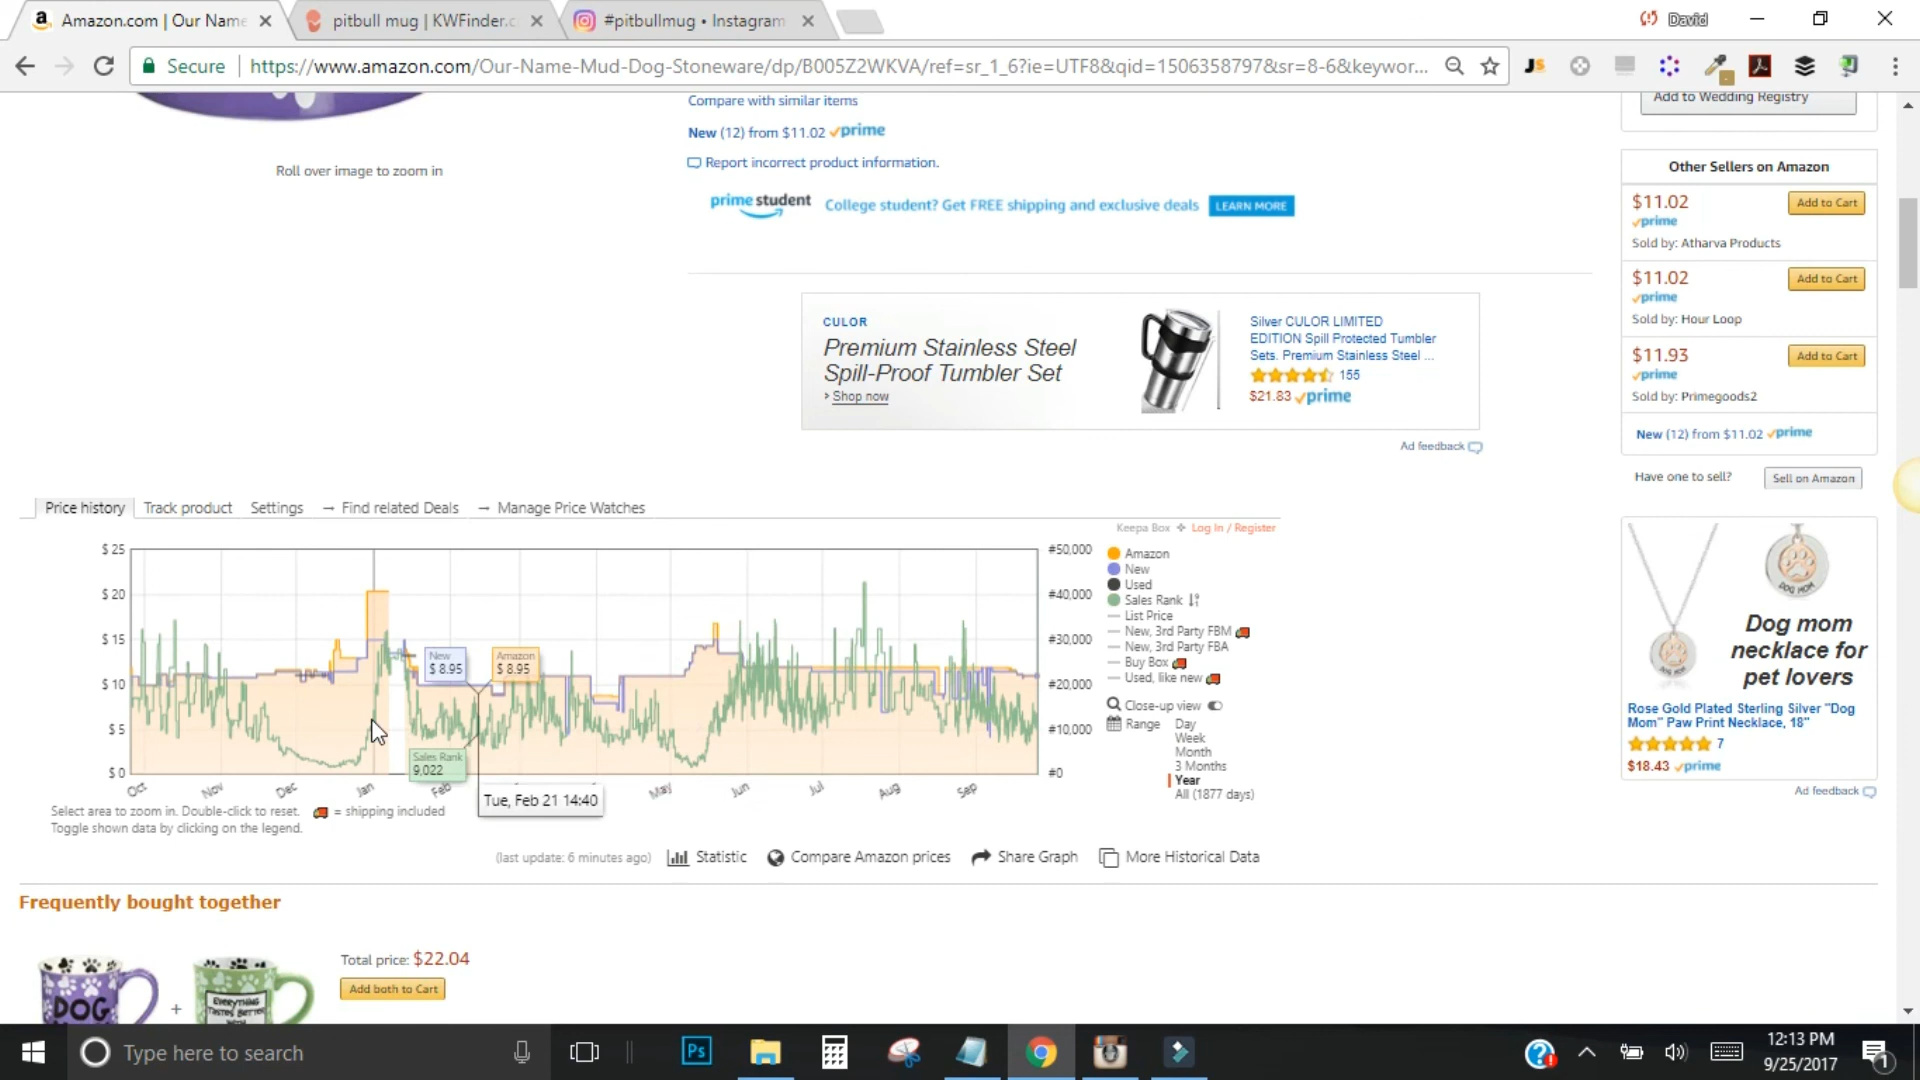 Amazon.com | Our Name
pitbull mug | KWFinder.c
#pitbullmug • Instagram
David
Secure
https://www.amazon.com/Our-Name-Mud-Dog-Stoneware/dp/B005Z2WKVA/ref=sr_1_6?ie=UTF8&qid=1506358797&sr=8-6&keywor...
Roll over image to zoom in
Compare with similar items
New (12) from $11.02 prime
Report incorrect product information.
prime student
College student? Get FREE shipping and exclusive deals
LEARN MORE
CULOR
Premium Stainless Steel
Spill-Proof Tumbler Set
Shop now
Silver CULOR LIMITED
EDITION Spill Protected Tumbler
Sets. Premium Stainless Steel ...
155
$21.83 prime
Ad feedback
Add to Wedding Registry
Other Sellers on Amazon
$11.02
Add to Cart
prime
Sold by: Atharva Products
$11.02
Add to Cart
prime
Sold by: Hour Loop
$11.93
Add to Cart
prime
Sold by: Primegoods2
New (12) from $11.02 prime
Have one to sell?
Sell on Amazon
DOG MOM
DOG MOM
Dog mom
necklace for
pet lovers
Rose Gold Plated Sterling Silver "Dog
Mom" Paw Print Necklace, 18"
7
$18.43 prime
Ad feedback
Price history
Track product
Settings
→ Find related Deals
→ Manage Price Watches
Keepa Box
Log In / Register
$ 25
$ 20
$ 15
$ 10
$ 5
$ 0
#50,000
#40,000
#30,000
#20,000
#10,000
#0
New
$ 8.95
Amazon
$ 8.95
Sales Rank
9,022
Tue, Feb 21 14:40
Oct
Nov
Dec
Jan
Feb
May
Jun
Jul
Aug
Sep
Amazon
New
Used
Sales Rank
List Price
New, 3rd Party FBM
New, 3rd Party FBA
Buy Box
Used, like new
Close-up view
Range
Day
Week
Month
3 Months
Year
All (1877 days)
Select area to zoom in. Double-click to reset.
= shipping included
Toggle shown data by clicking on the legend.
(last update: 6 minutes ago)
Statistic
Compare Amazon prices
Share Graph
More Historical Data
Frequently bought together
DOG
+
EVERYTHING
TASTES BETTER
WITH
Total price: $22.04
Add both to Cart
Type here to search
Ps
12:13 PM
9/25/2017
1